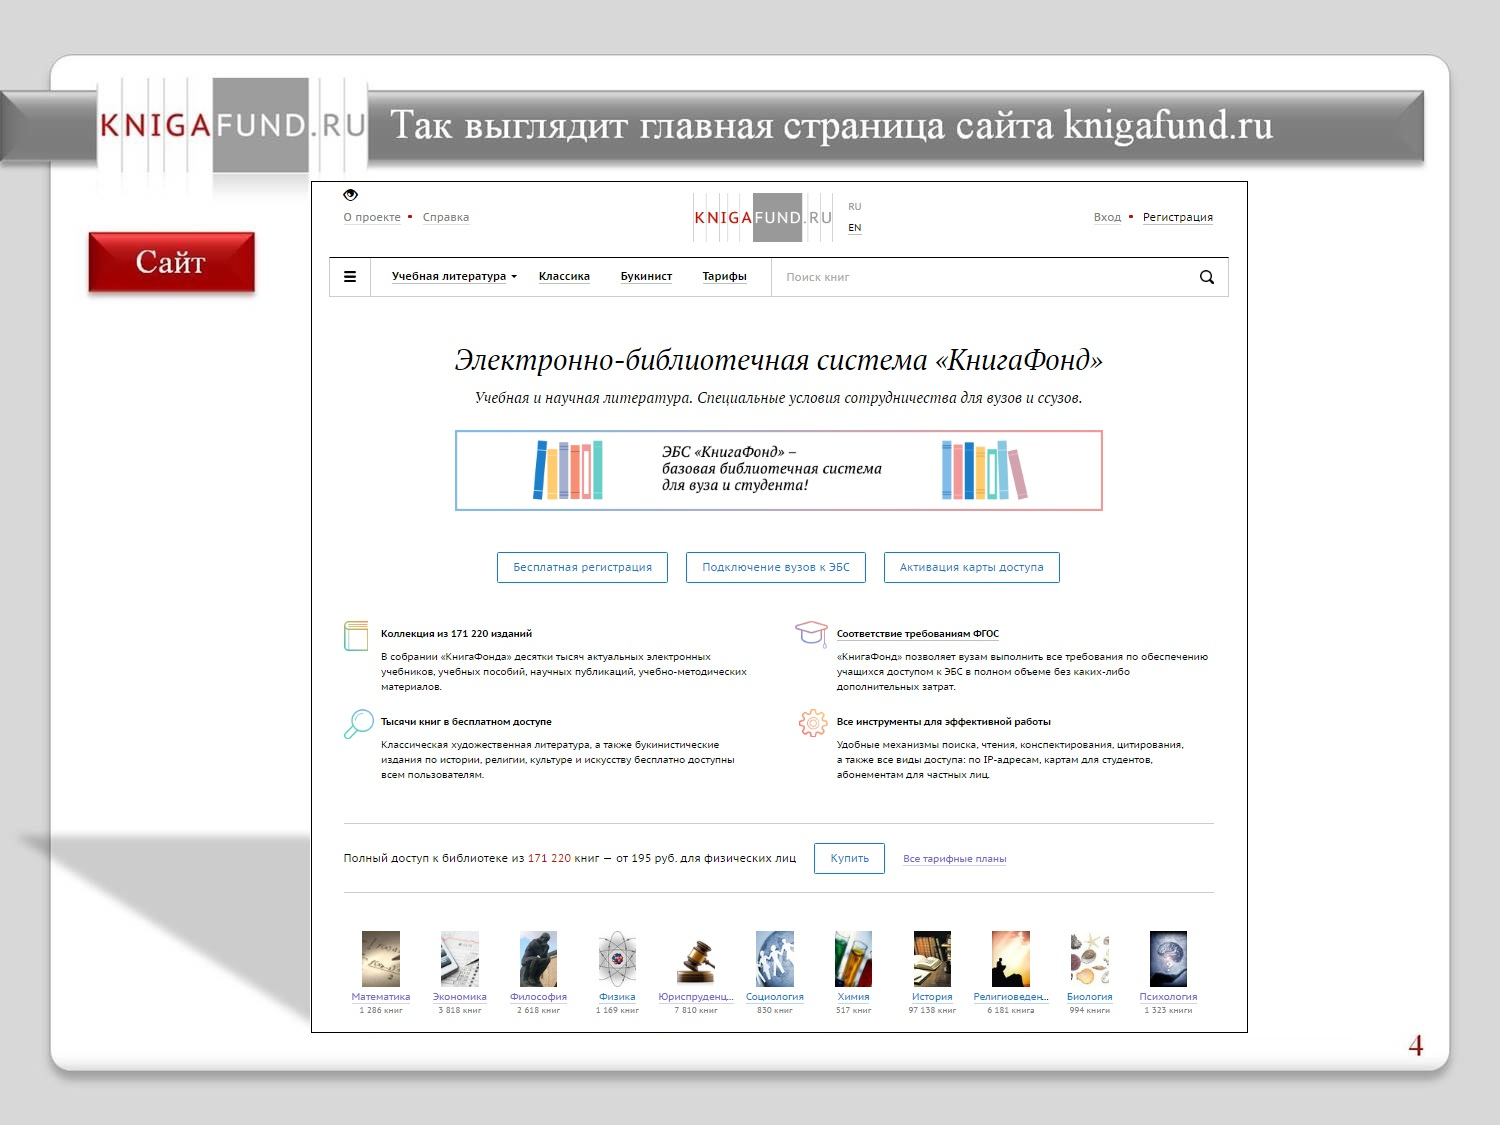 KNIGAFUND.RU
Так выглядит главная страница сайта knigafund.ru
Сайт
О проекте • Справка
KNIGAFUND.RU
RU
EN
Вход • Регистрация
Учебная литература
Классика
Букинист
Тарифы
Поиск книг
Электронно-библиотечная система «КнигаФонд»
Учебная и научная литература. Специальные условия сотрудничества для вузов и ссузов.
ЭБС «КнигаФонд» –
базовая библиотечная система
для вуза и студента!
Бесплатная регистрация
Подключение вузов к ЭБС
Активация карты доступа
Коллекция из 171 220 изданий
В собрании «КнигаФонда» десятки тысяч актуальных электронных
учебников, учебных пособий, научных публикаций, учебно-методических
материалов.
Соответствие требованиям ФГОС
«КнигаФонд» позволяет вузам выполнить все требования по обеспечению
учащихся доступом к ЭБС в полном объеме без каких-либо
дополнительных затрат.
Тысячи книг в бесплатном доступе
Классическая художественная литература, а также букинистические
издания по истории, религии, культуре и искусству бесплатно доступны
всем пользователям.
Все инструменты для эффективной работы
Удобные механизмы поиска, чтения, конспектирования, цитирования,
а также все виды доступа: по IP-адресам, картам для студентов,
абонементам для частных лиц.
Полный доступ к библиотеке из 171 220 книг — от 195 руб. для физических лиц
Купить
Все тарифные планы
Математика
1 286 книг
Экономика
3 818 книг
Философия
2 618 книг
Физика
1 169 книг
Юриспруденц...
7 810 книг
Социология
830 книг
Химия
517 книг
История
97 138 книг
Религиоведен...
6 181 книга
Биология
994 книги
Психология
1 323 книги
4